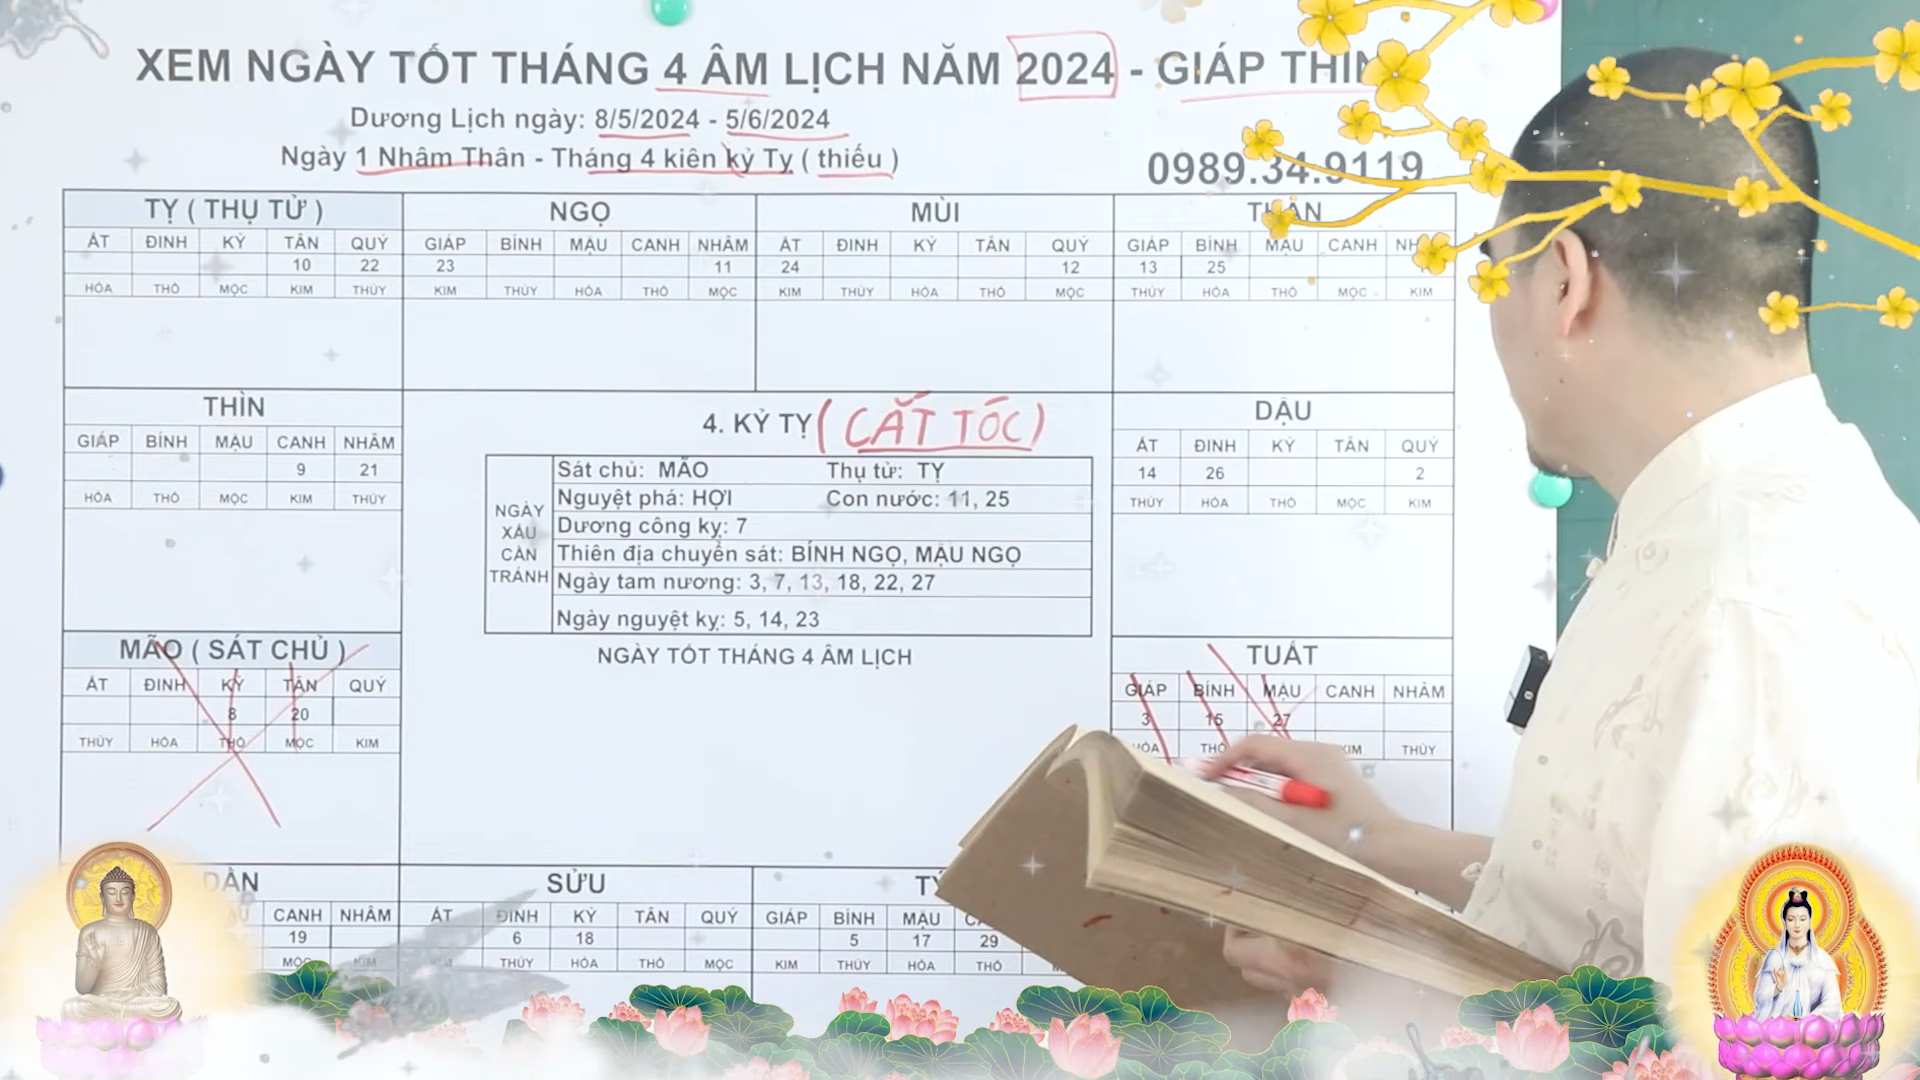 XEM NGÀY TỐT THÁNG 4 ÂM LỊCH NĂM 2024 - GIÁP THÌN
Dương Lịch ngày: 8/5/2024 - 5/6/2024
Ngày 1 Nhâm Thân - Tháng 4 kiên kỷ Tỵ ( thiếu )
0989.34.9119
TỴ ( THỤ TỬ )
ẤT ĐINH KỶ TÂN QUÝ
10 22
HỎA THỔ MỘC KIM THỦY
NGỌ
GIÁP BÍNH MẬU CANH NHÂM
23 11
KIM THỦY HỎA THỔ MỘC
MÙI
ẤT ĐINH KỶ TÂN QUÝ
24 12
KIM THỦY HỎA THỔ MỘC
THÂN
GIÁP BÍNH MẬU CANH
13 25
THỦY HỎA THỔ MỘC KIM
THÌN
GIÁP BÍNH MẬU CANH NHÂM
9 21
HỎA THỔ MỘC KIM THỦY
4. KỶ TỴ ( CẮT TÓC )
NGÀY XẤU CẦN TRÁNH
Sát chủ: MÃO Thụ tử: TỴ
Nguyệt phá: HỢI Con nước: 11, 25
Dương công kỵ: 7
Thiên địa chuyển sát: BÍNH NGỌ, MẬU NGỌ
Ngày tam nương: 3, 7, 13, 18, 22, 27
Ngày nguyệt kỵ: 5, 14, 23
NGÀY TỐT THÁNG 4 ÂM LỊCH
DẬU
ẤT ĐINH KỶ TÂN QUÝ
14 26 2
THỦY HỎA THỔ MỘC KIM
MÃO ( SÁT CHỦ )
ẤT ĐINH KỶ TÂN QUÝ
8 20
THỦY HỎA THỔ MỘC KIM
TUẤT
GIÁP BÍNH MẬU CANH NHÂM
3 15 27
HỎA THỔ KIM THỦY
DẦN
MẬU CANH NHÂM
19
MỘC KIM
SỬU
ẤT ĐINH KỶ TÂN QUÝ
6 18
KIM THỦY HỎA THỔ MỘC
TÝ
GIÁP BÍNH MẬU
5 17 29
KIM THỦY HỎA THỔ